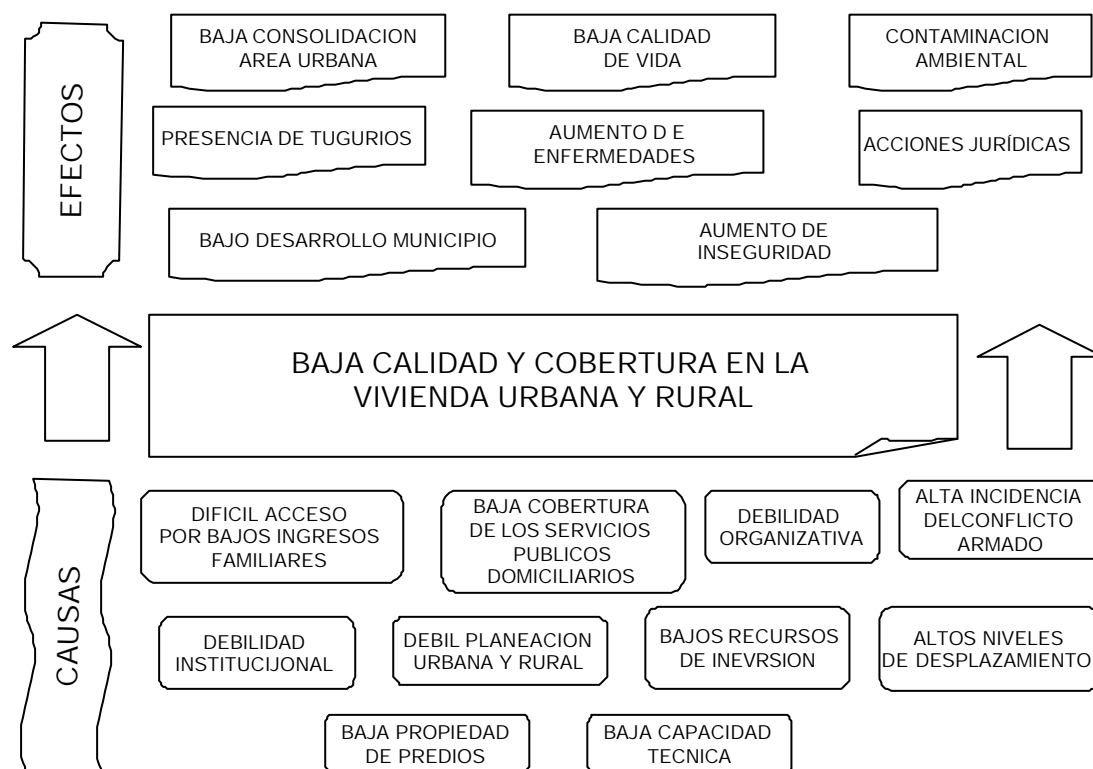 EFECTOS
BAJA CONSOLIDACION
AREA URBANA
BAJA CALIDAD
DE VIDA
CONTAMINACION
AMBIENTAL
PRESENCIA DE TUGURIOS
AUMENTO D E
ENFERMEDADES
ACCIONES JURÍDICAS
BAJO DESARROLLO MUNICIPIO
AUMENTO DE
INSEGURIDAD
BAJA CALIDAD Y COBERTURA EN LA
VIVIENDA URBANA Y RURAL
CAUSAS
DIFICIL ACCESO
POR BAJOS INGRESOS
FAMILIARES
BAJA COBERTURA
DE LOS SERVICIOS
PUBLICOS
DOMICILIARIOS
DEBILIDAD
ORGANIZATIVA
ALTA INCIDENCIA
DELCONFLICTO
ARMADO
DEBILIDAD
INSTITUCIJONAL
DEBIL PLANEACION
URBANA Y RURAL
BAJOS RECURSOS
DE INEVRSION
ALTOS NIVELES
DE DESPLAZAMIENTO
BAJA PROPIEDAD
DE PREDIOS
BAJA CAPACIDAD
TECNICA